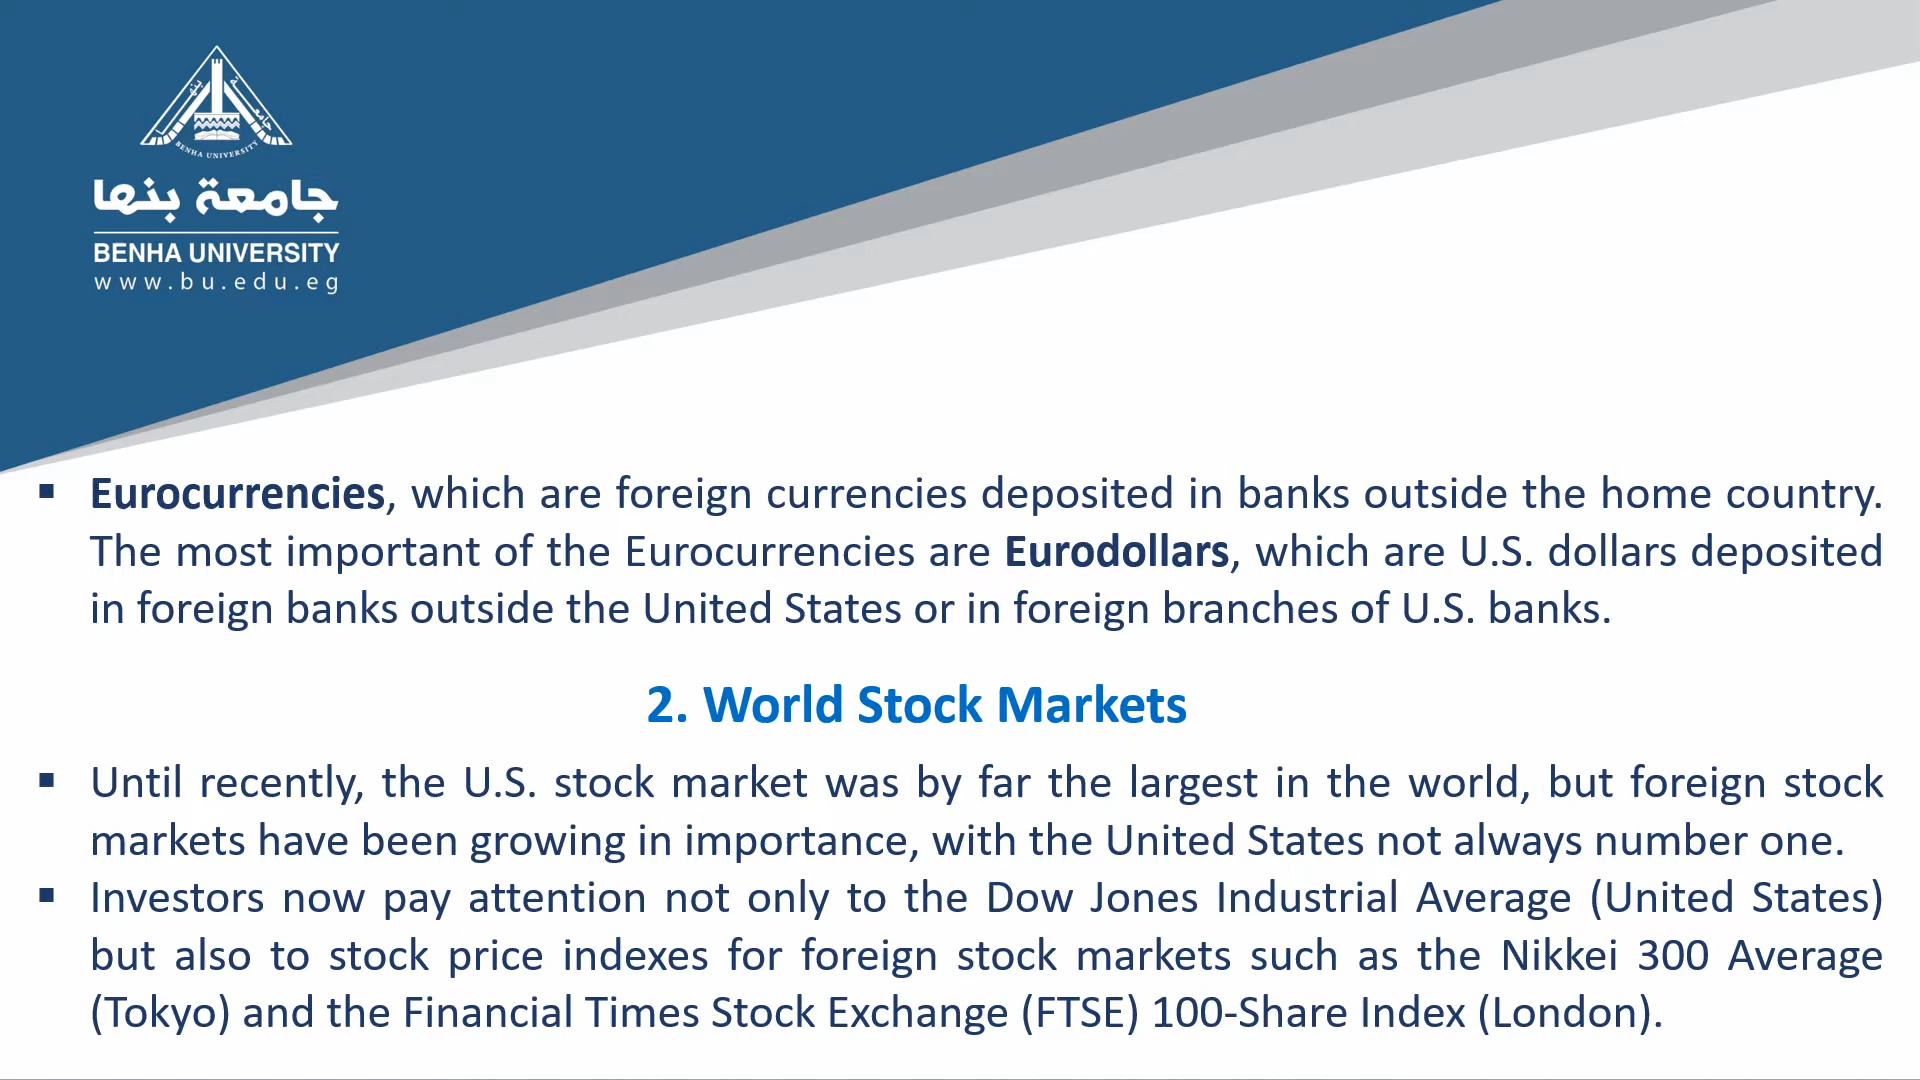 BENHA UNIVERSITY
جامعة بنها
BENHA UNIVERSITY
www.bu.edu.eg
▪ Eurocurrencies, which are foreign currencies deposited in banks outside the home country.
The most important of the Eurocurrencies are Eurodollars, which are U.S. dollars deposited
in foreign banks outside the United States or in foreign branches of U.S. banks.
2. World Stock Markets
▪ Until recently, the U.S. stock market was by far the largest in the world, but foreign stock
markets have been growing in importance, with the United States not always number one.
▪ Investors now pay attention not only to the Dow Jones Industrial Average (United States)
but also to stock price indexes for foreign stock markets such as the Nikkei 300 Average
(Tokyo) and the Financial Times Stock Exchange (FTSE) 100-Share Index (London).